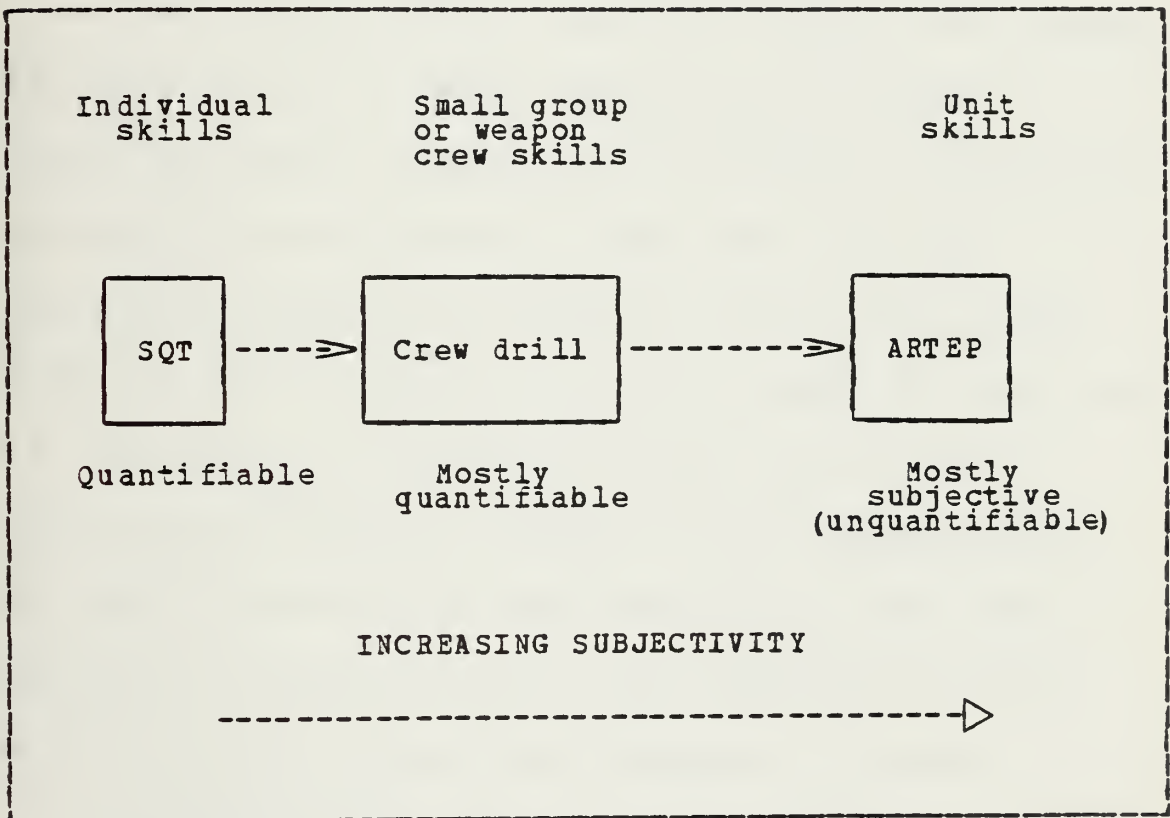 Individual
skills
Small group
or weapon
crew skills
Unit
skills
SQT
Crew drill
ARTEP
Quantifiable
Mostly
quantifiable
Mostly
subjective
(unquantifiable)
INCREASING SUBJECTIVITY